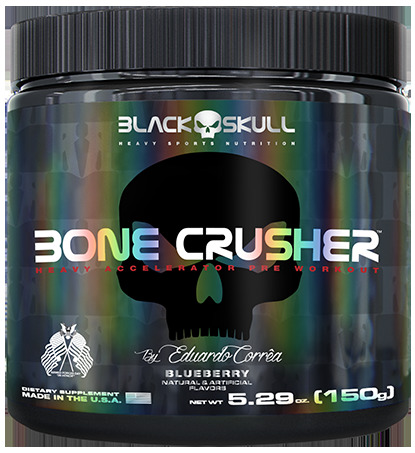 BLACK SKULL
HEAVY SPORTS NUTRITION
BONE CRUSHER™
HEAVY ACCELERATOR PRE WORKOUT
By Eduardo Corrêa
BLUEBERRY
NATURAL & ARTIFICIAL
FLAVORS
DIETARY SUPPLEMENT
MADE IN THE U.S.A.
NET WT 5.29 oz. (150g)